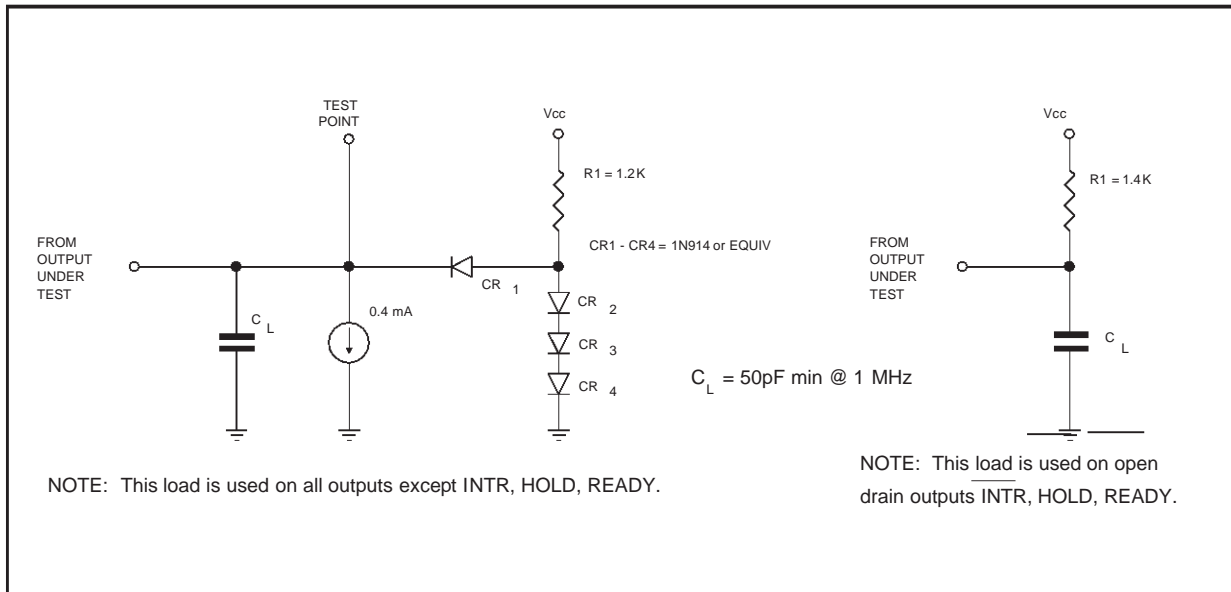 TEST
POINT
Vcc
R1 = 1.2K
FROM
OUTPUT
UNDER
TEST
CR1 - CR4 = 1N914 or EQUIV
CR 1
CR 2
CR 3
CR 4
C L
0.4 mA
C L = 50pF min @ 1 MHz
NOTE: This load is used on all outputs except INTR, HOLD, READY.
Vcc
R1 = 1.4K
FROM
OUTPUT
UNDER
TEST
C L
NOTE: This load is used on open
drain outputs INTR, HOLD, READY.